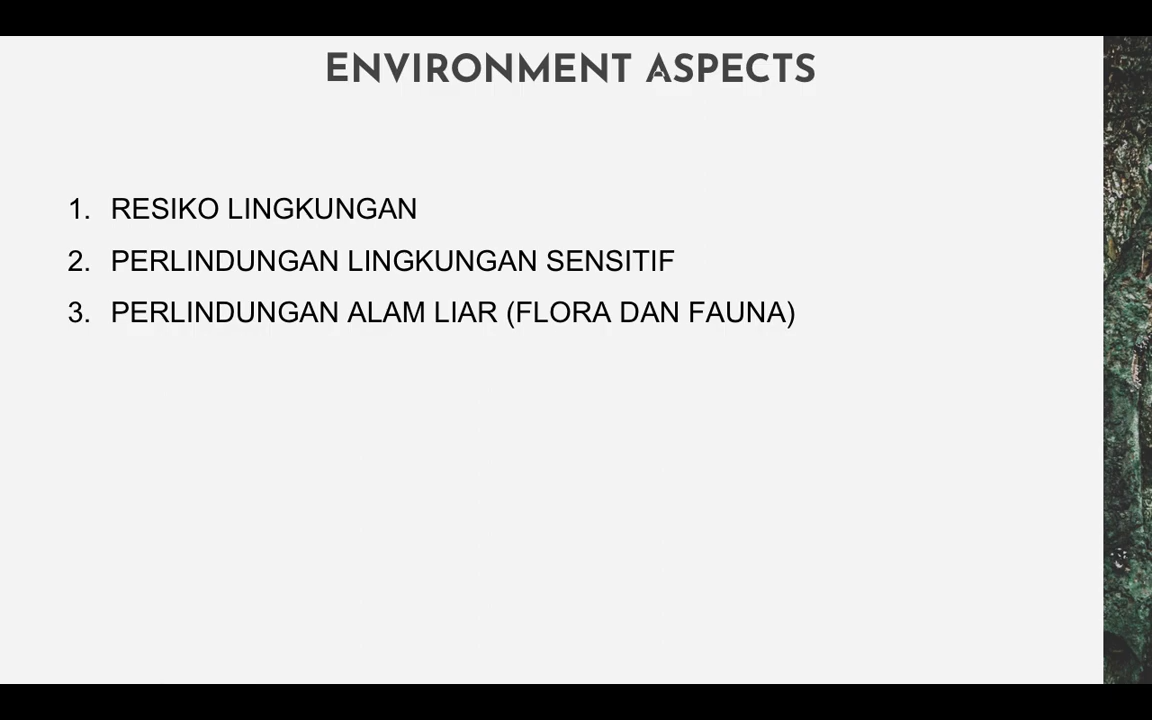 ENVIRONMENT ASPECTS
1. RESIKO LINGKUNGAN
2. PERLINDUNGAN LINGKUNGAN SENSITIF
3. PERLINDUNGAN ALAM LIAR (FLORA DAN FAUNA)